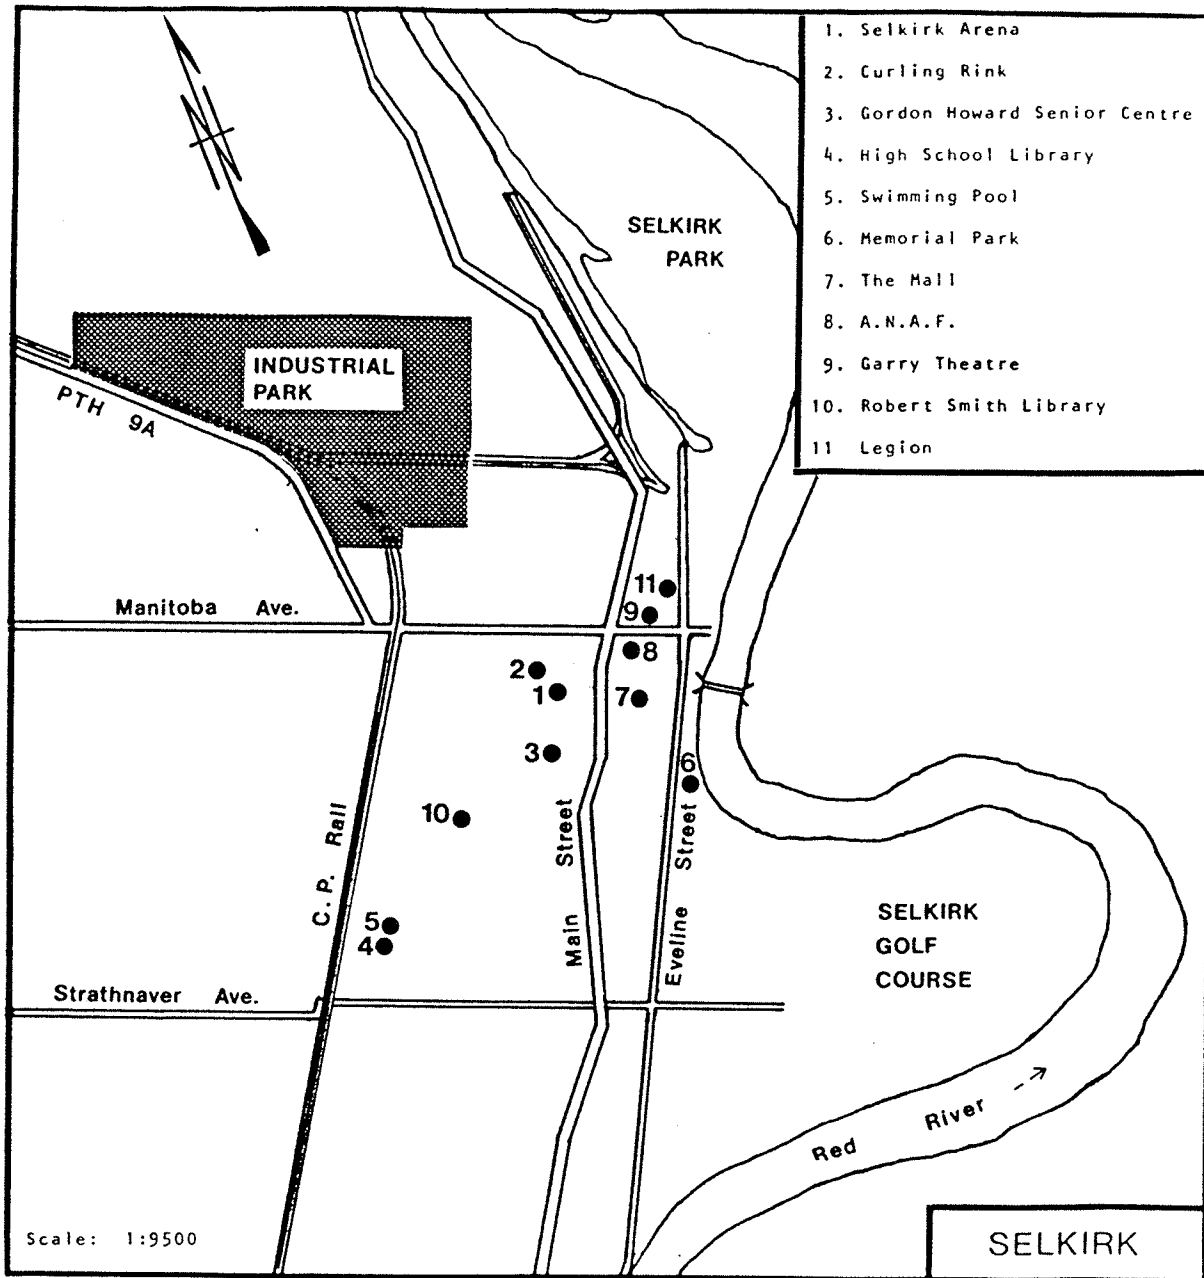 1. Selkirk Arena
2. Curling Rink
3. Gordon Howard Senior Centre
4. High School Library
5. Swimming Pool
6. Memorial Park
7. The Mall
8. A.N.A.F.
9. Garry Theatre
10. Robert Smith Library
11 Legion
N
SELKIRK
PARK
INDUSTRIAL
PARK
PTH 9A
11
Manitoba Ave.
9
8
2
1
7
3
6
10
C.P. Rail
Main Street
Eveline Street
5
4
SELKIRK
GOLF
COURSE
Strathnaver Ave.
Red River
Scale: 1:9500
SELKIRK